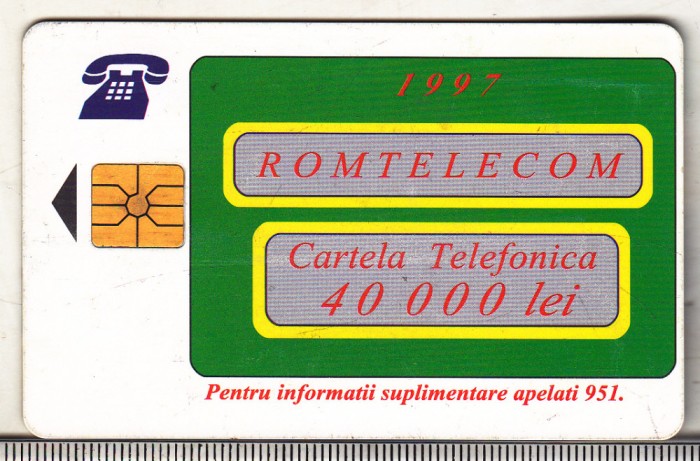 1997
ROMTELECOM
Cartela Telefonica
40 000 lei
Pentru informatii suplimentare apelati 951.